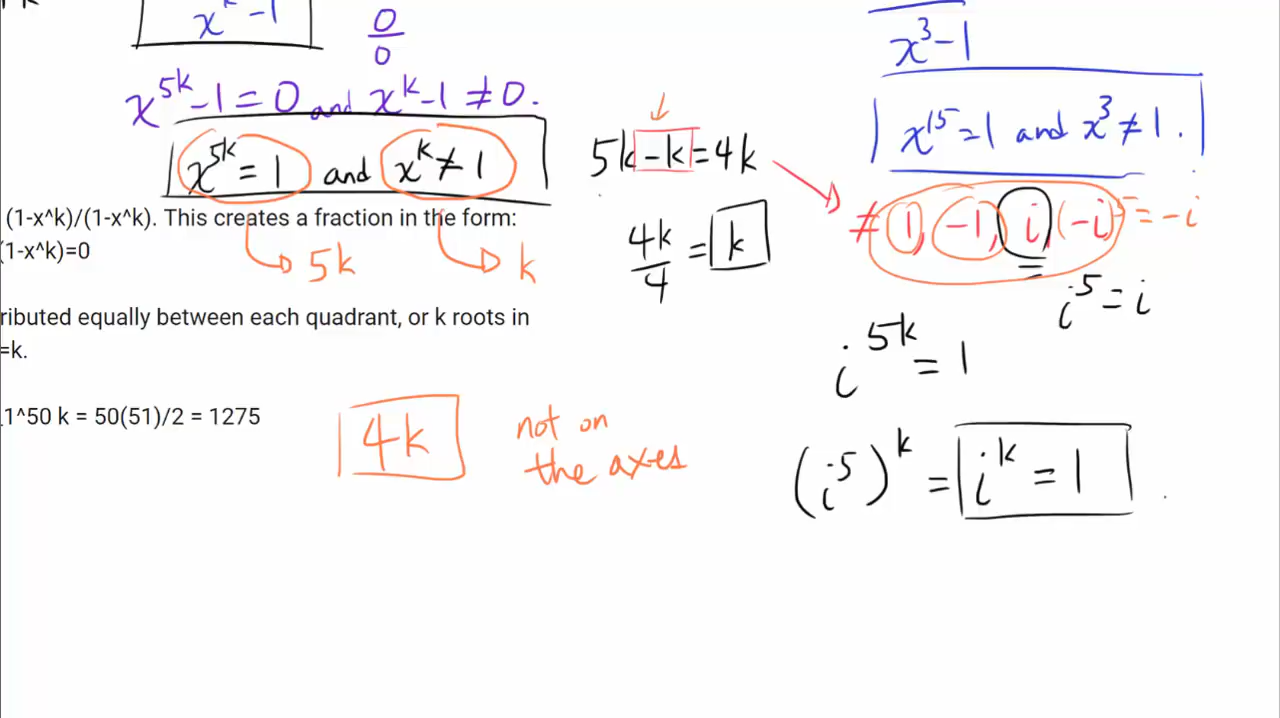 x^k - 1
0/0
x^{5k} - 1 = 0 and x^k - 1 ≠ 0.
x^{5k} = 1 and x^k ≠ 1
(1-x^k)/(1-x^k). This creates a fraction in the form:
(1-x^k)=0
5k
k
ributed equally between each quadrant, or k roots in
=k.
1^50 k = 50(51)/2 = 1275
4k
not on
the axes
5k - k = 4k
4k/4 = k
x^3 - 1
x^{15} = 1 and x^3 ≠ 1.
≠ 1, -1, i, (-i)^5 = -i
i^5 = i
i^{5k} = 1
(i^5)^k = i^k = 1